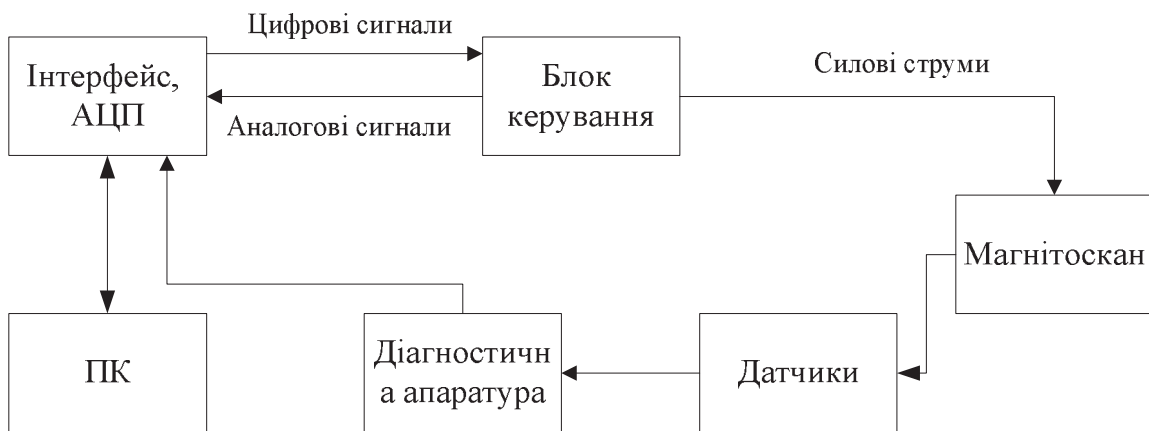 Цифрові сигнали
Інтерфейс,
АЦП
Аналогові сигнали
Блок
керування
Силові струми
Магнітоскан
ПК
Діагностичн
а апаратура
Датчики